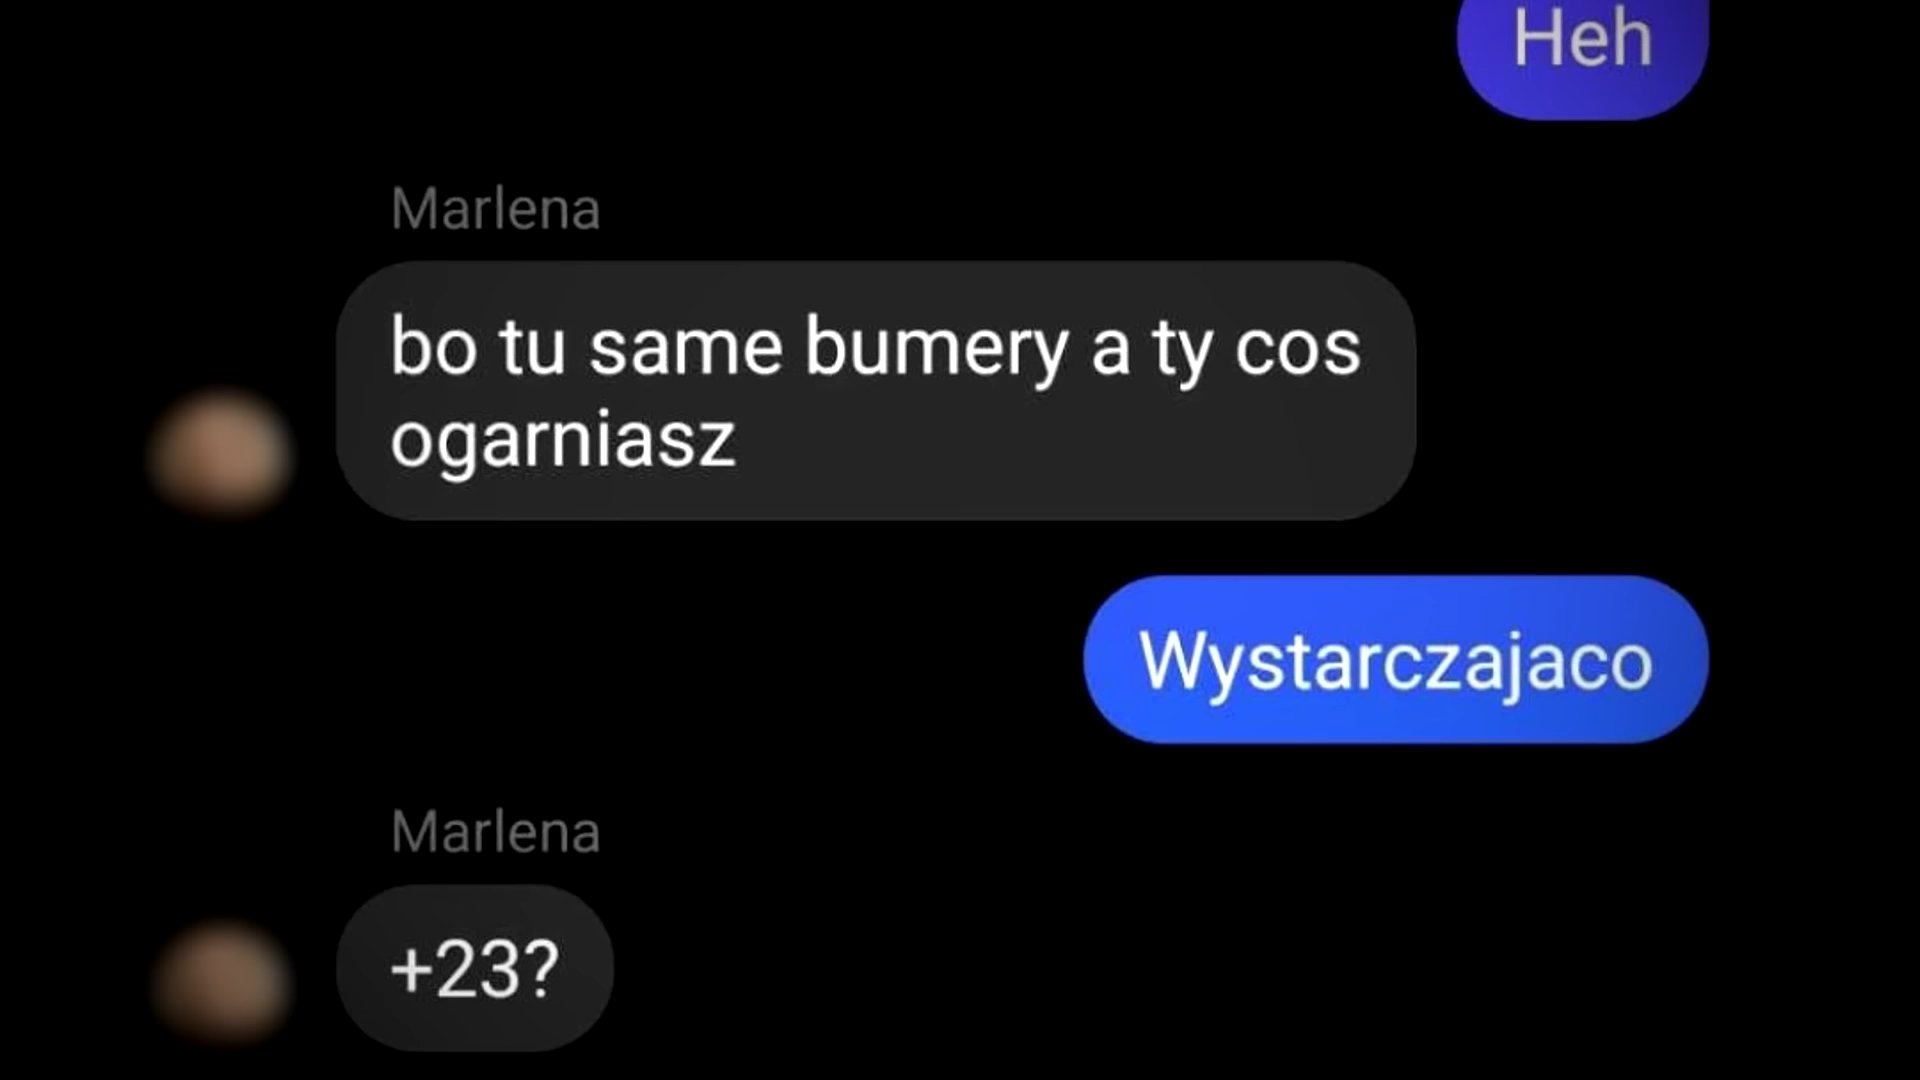 Heh
Marlena
bo tu same bumery a ty cos
ogarniasz
Wystarczajaco
Marlena
+23?